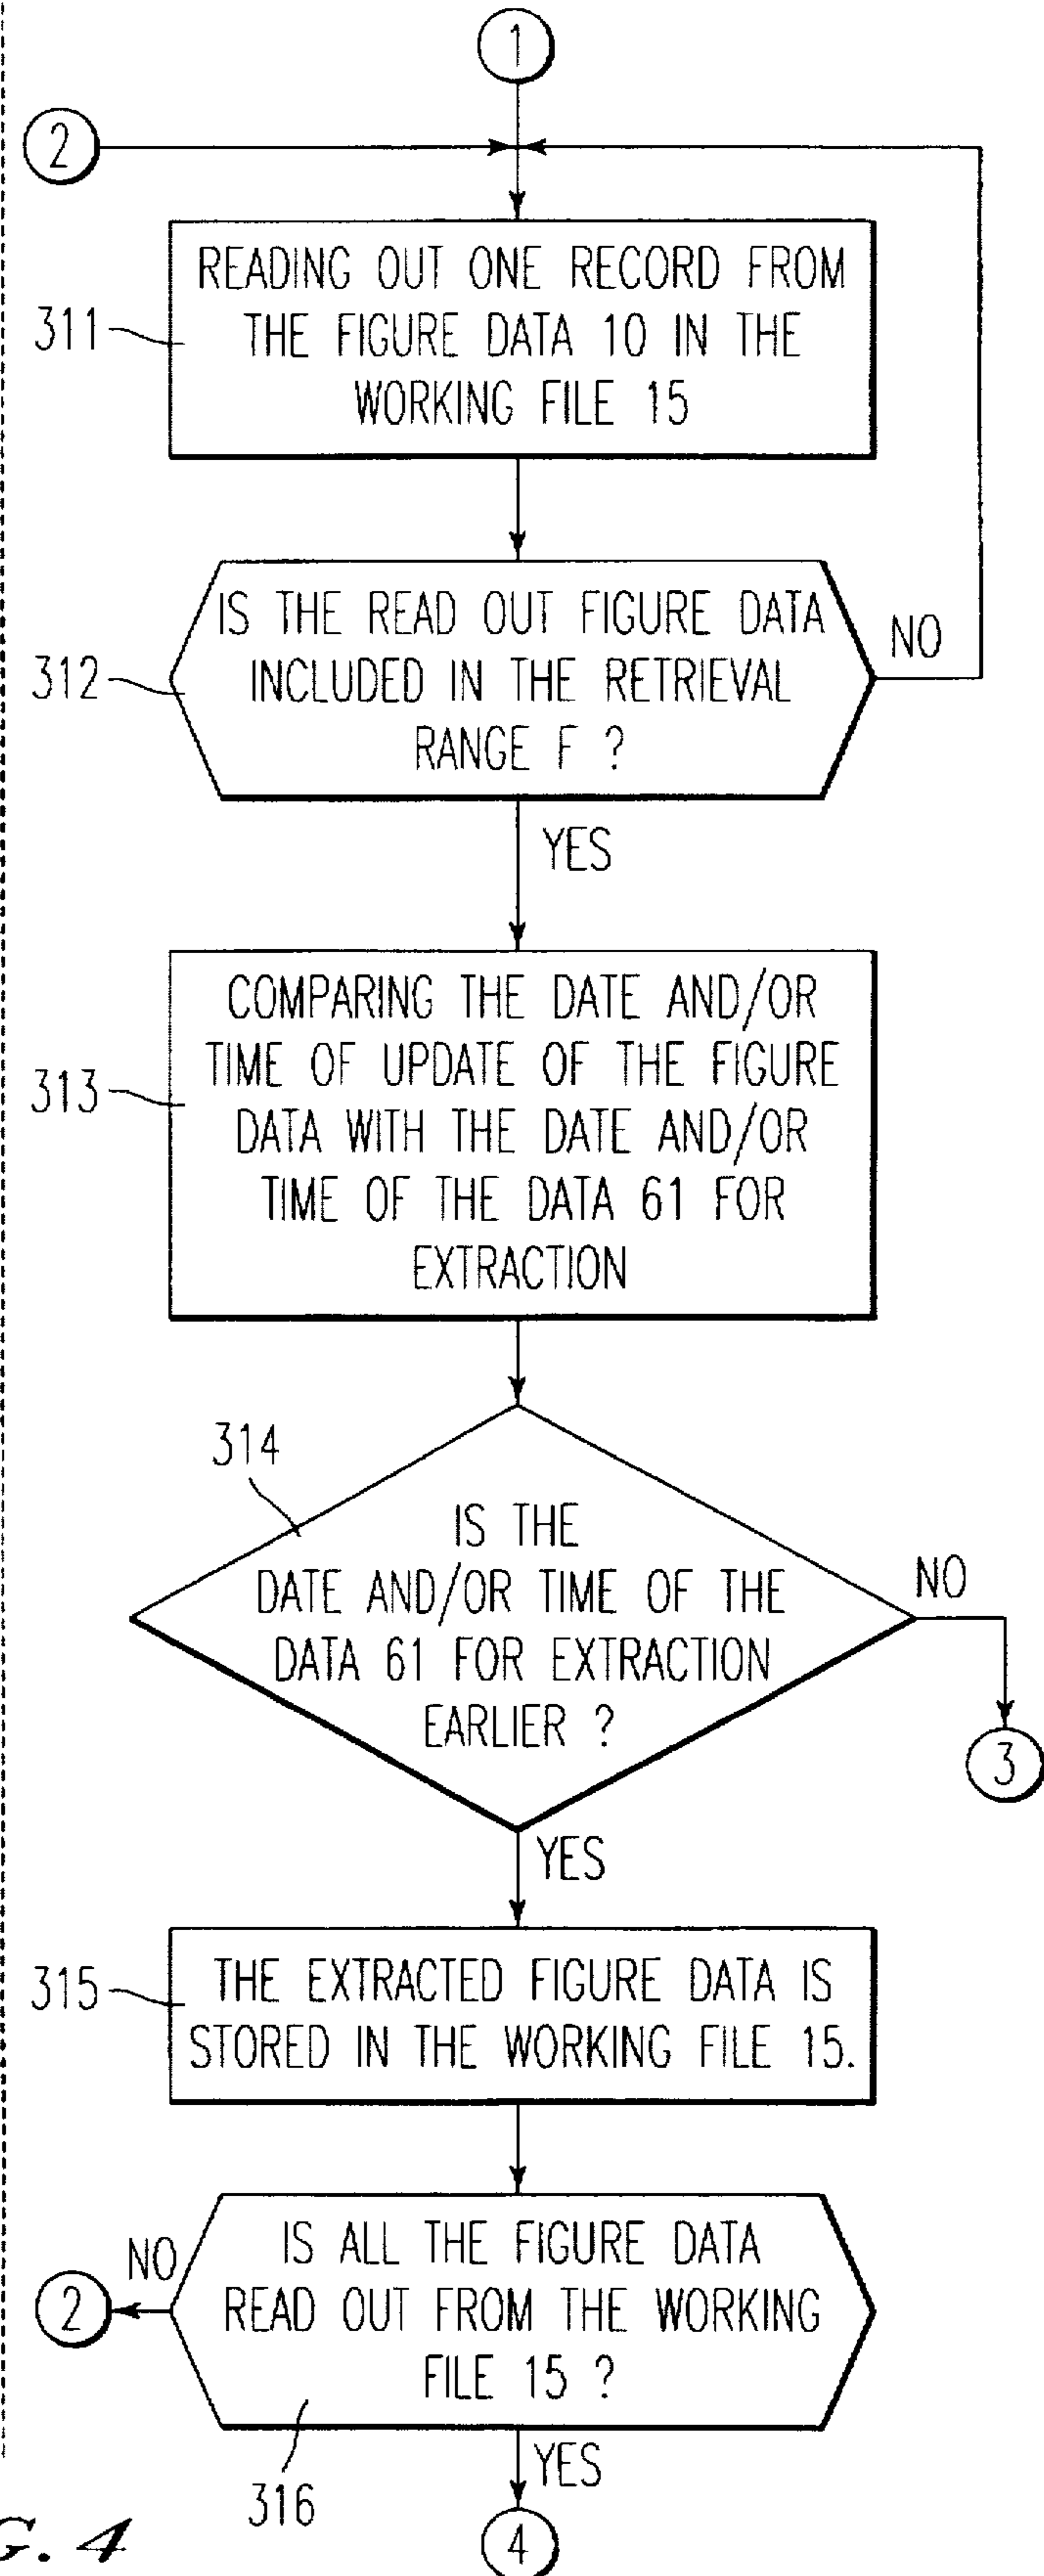 1
2
READING OUT ONE RECORD FROM
THE FIGURE DATA 10 IN THE
WORKING FILE 15
311
IS THE READ OUT FIGURE DATA
INCLUDED IN THE RETRIEVAL
RANGE F ?
312
NO
YES
COMPARING THE DATE AND/OR
TIME OF UPDATE OF THE FIGURE
DATA WITH THE DATE AND/OR
TIME OF THE DATA 61 FOR
EXTRACTION
313
314
IS THE
DATE AND/OR TIME OF THE
DATA 61 FOR EXTRACTION
EARLIER ?
NO
3
YES
THE EXTRACTED FIGURE DATA IS
STORED IN THE WORKING FILE 15.
315
IS ALL THE FIGURE DATA
READ OUT FROM THE WORKING
FILE 15 ?
NO
2
316
YES
4
G. 4